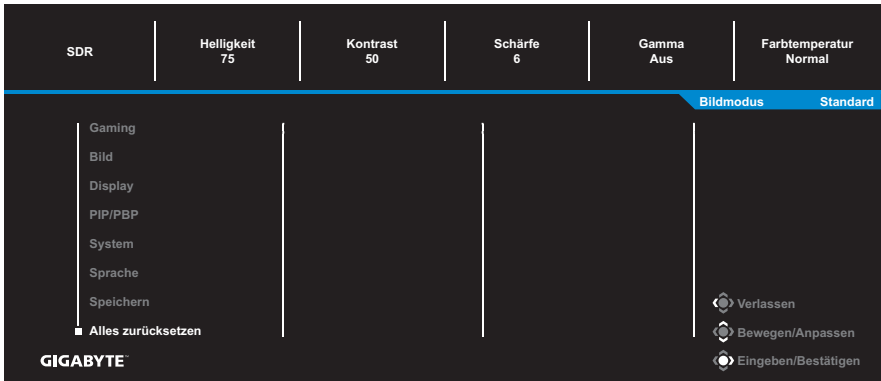 SDR
Helligkeit
75
Kontrast
50
Schärfe
6
Gamma
Aus
Farbtemperatur
Normal
Bildmodus Standard
Gaming
Bild
Display
PIP/PBP
System
Sprache
Speichern
Alles zurücksetzen
Verlassen
Bewegen/Anpassen
Eingeben/Bestätigen
GIGABYTE™